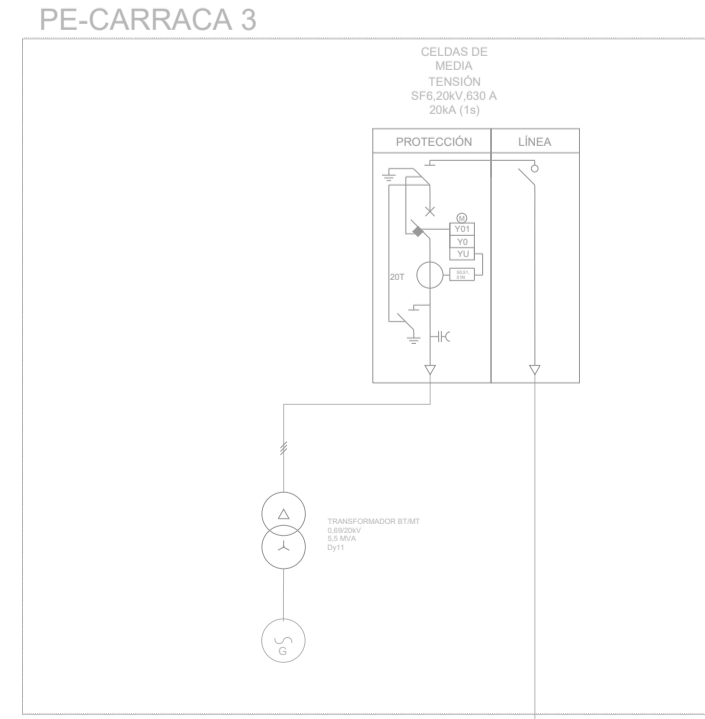 PE-CARRACA 3
CELDAS DE
MEDIA
TENSIÓN
SF6,20kV,630 A
20kA (1s)
PROTECCIÓN
LÍNEA
M
Y01
Y0
YU
20T
TRANSFORMADOR BT/MT
0,69/20kV
5,5 MVA
Dy11
G